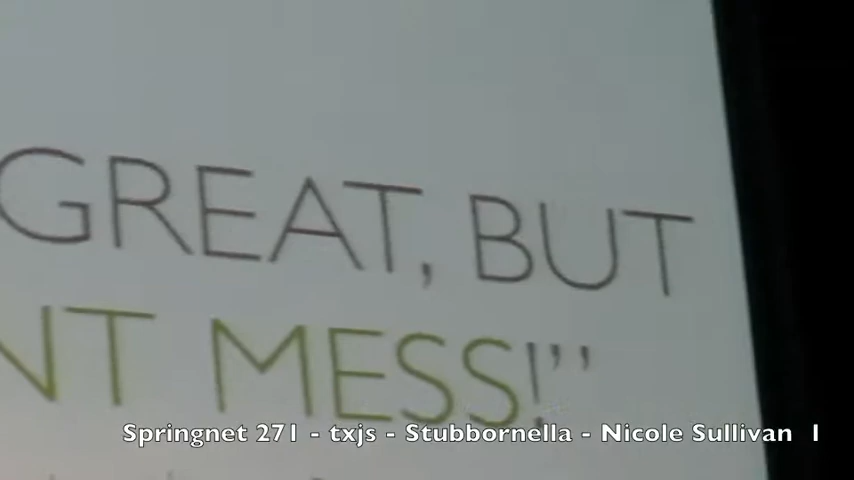 GREAT, BUT
NT MESS!”
Springnet 271 - txjs - Stubbornella - Nicole Sullivan 1